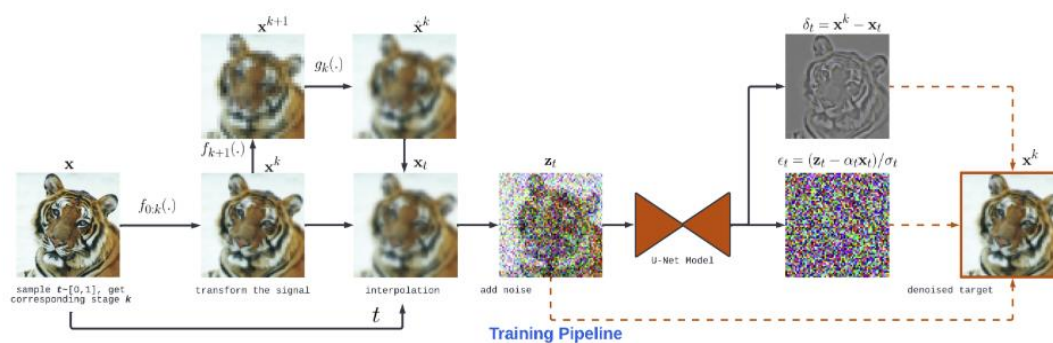 x^{k+1}
\hat{x}^k
δ_t = x^k − x_t
g_k(.)
f_{k+1}(.)
x
x^k
x_t
z_t
ϵ_t = (z_t − α_t x_t)/σ_t
x^k
f_{0:k}(.)
U-Net Model
sample t~[0,1], get
corresponding stage k
transform the signal
interpolation
add noise
denoised target
t
Training Pipeline